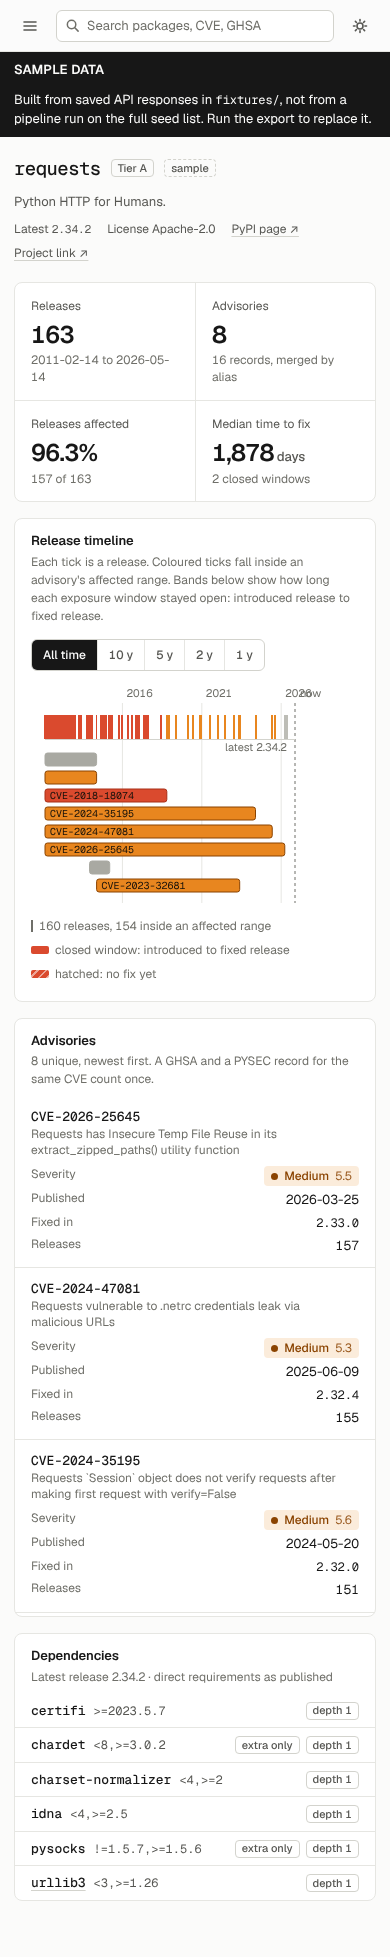 Search packages, CVE, GHSA
SAMPLE DATA
Built from saved API responses in fixtures/, not from a
pipeline run on the full seed list. Run the export to replace it.
requests Tier A sample
Python HTTP for Humans.
Latest 2.34.2 License Apache-2.0 PyPI page ↗
Project link ↗
Releases
163
2011-02-14 to 2026-05-
14
Advisories
8
16 records, merged by
alias
Releases affected
96.3%
157 of 163
Median time to fix
1,878 days
2 closed windows
Release timeline
Each tick is a release. Coloured ticks fall inside an
advisory's affected range. Bands below show how long
each exposure window stayed open: introduced release to
fixed release.
All time 10 y 5 y 2 y 1 y
2016 2021 2026 now
latest 2.34.2
CVE-2018-18074
CVE-2024-35195
CVE-2024-47081
CVE-2026-25645
CVE-2023-32681
160 releases, 154 inside an affected range
closed window: introduced to fixed release
hatched: no fix yet
Advisories
8 unique, newest first. A GHSA and a PYSEC record for the
same CVE count once.
CVE-2026-25645
Requests has Insecure Temp File Reuse in its
extract_zipped_paths() utility function
Severity Medium 5.5
Published 2026-03-25
Fixed in 2.33.0
Releases 157
CVE-2024-47081
Requests vulnerable to .netrc credentials leak via
malicious URLs
Severity Medium 5.3
Published 2025-06-09
Fixed in 2.32.4
Releases 155
CVE-2024-35195
Requests `Session` object does not verify requests after
making first request with verify=False
Severity Medium 5.6
Published 2024-05-20
Fixed in 2.32.0
Releases 151
Dependencies
Latest release 2.34.2 · direct requirements as published
certifi >=2023.5.7 depth 1
chardet <8,>=3.0.2 extra only depth 1
charset-normalizer <4,>=2 depth 1
idna <4,>=2.5 depth 1
pysocks !=1.5.7,>=1.5.6 extra only depth 1
urllib3 <3,>=1.26 depth 1